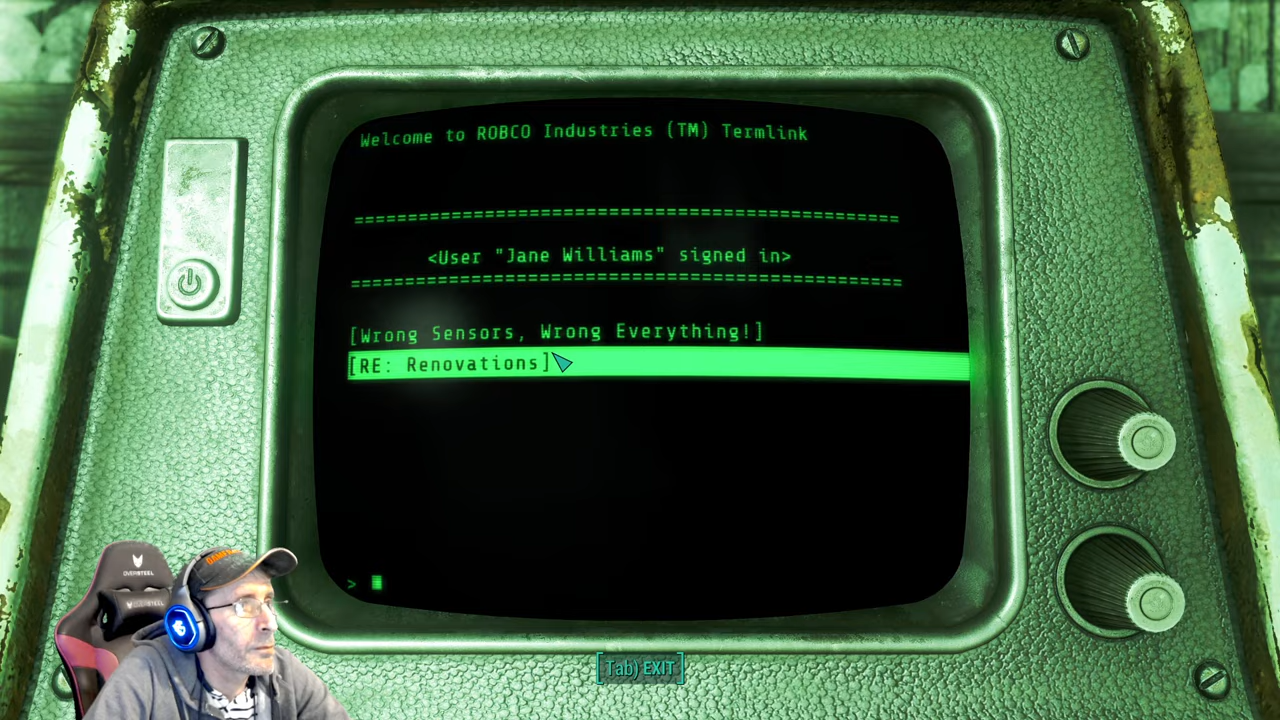 Welcome to ROBCO Industries (TM) Termlink
=============================================================
<User "Jane Williams" signed in>
=============================================================
[Wrong Sensors, Wrong Everything!]
[RE: Renovations]
>
OVERSTEEL
[Tab) EXIT]